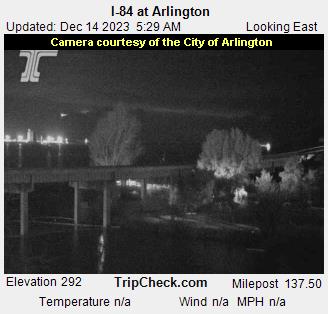 I-84 at Arlington
Updated: Dec 14 2023 5:29 AM Looking East
Camera courtesy of the City of Arlington
Elevation 292 TripCheck.com Milepost 137.50
Temperature n/a Wind n/a MPH n/a